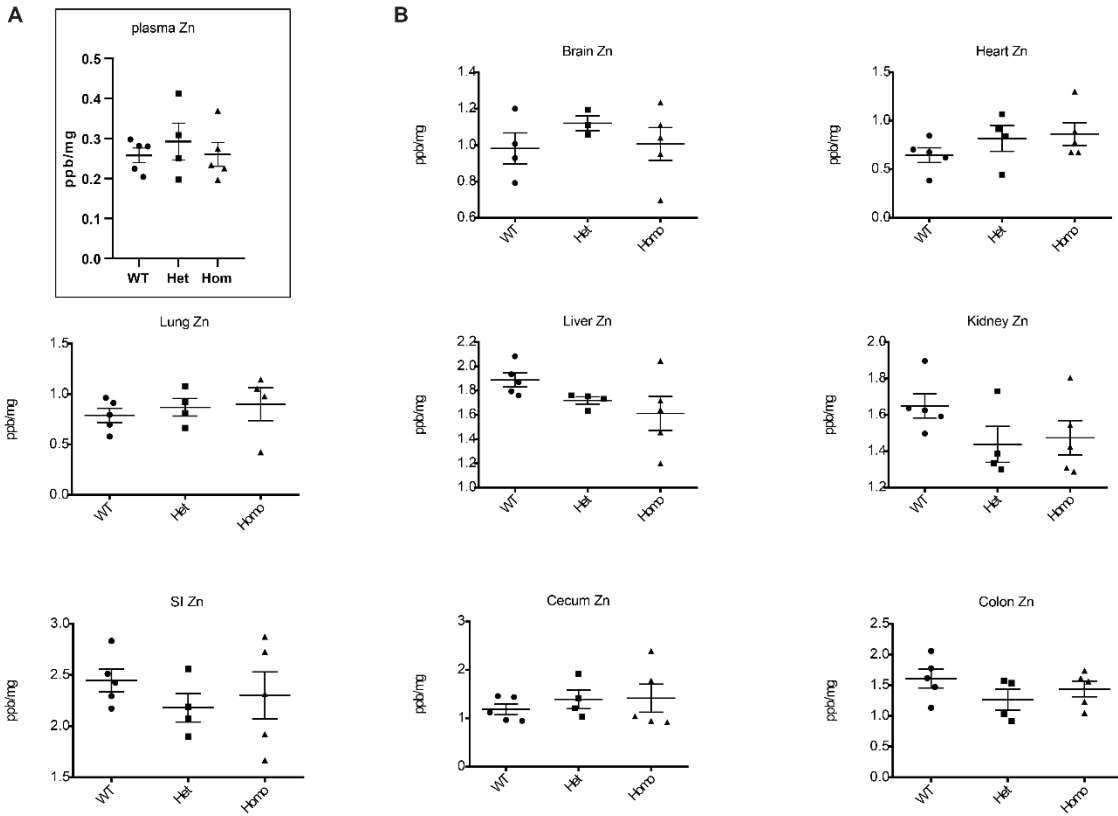 A
plasma Zn
0.5
0.4
0.3
0.2
0.1
0.0
ppb/mg
WT Het Hom
B
Brain Zn
1.4
1.2
1.0
0.8
0.6
ppb/mg
WT Het Homo
Heart Zn
1.5
1.0
0.5
0.0
ppb/mg
WT Het Homo
Lung Zn
1.5
1.0
0.5
0.0
ppb/mg
WT Het Homo
Liver Zn
2.2
2.0
1.8
1.6
1.4
1.2
1.0
ppb/mg
WT Het Homo
Kidney Zn
2.0
1.8
1.6
1.4
1.2
ppb/mg
WT Het Homo
SI Zn
3.0
2.5
2.0
1.5
ppb/mg
WT Het Homo
Cecum Zn
3
2
1
0
ppb/mg
WT Het Homo
Colon Zn
2.5
2.0
1.5
1.0
0.5
0.0
ppb/mg
WT Het Homo